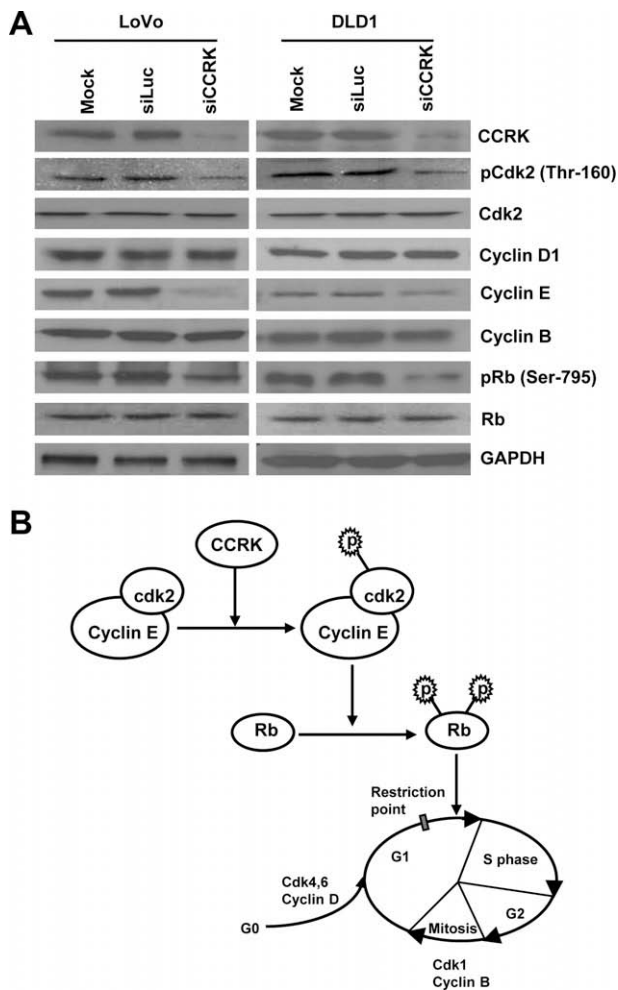 A
LoVo DLD1
Mock siLuc siCCRK Mock siLuc siCCRK
CCRK
pCdk2 (Thr-160)
Cdk2
Cyclin D1
Cyclin E
Cyclin B
pRb (Ser-795)
Rb
GAPDH
B
CCRK
p
cdk2
Cyclin E
cdk2
Cyclin E
p p
Rb
Rb
Restriction
point
G1
S phase
G2
Mitosis
Cdk4,6
Cyclin D
G0
Cdk1
Cyclin B